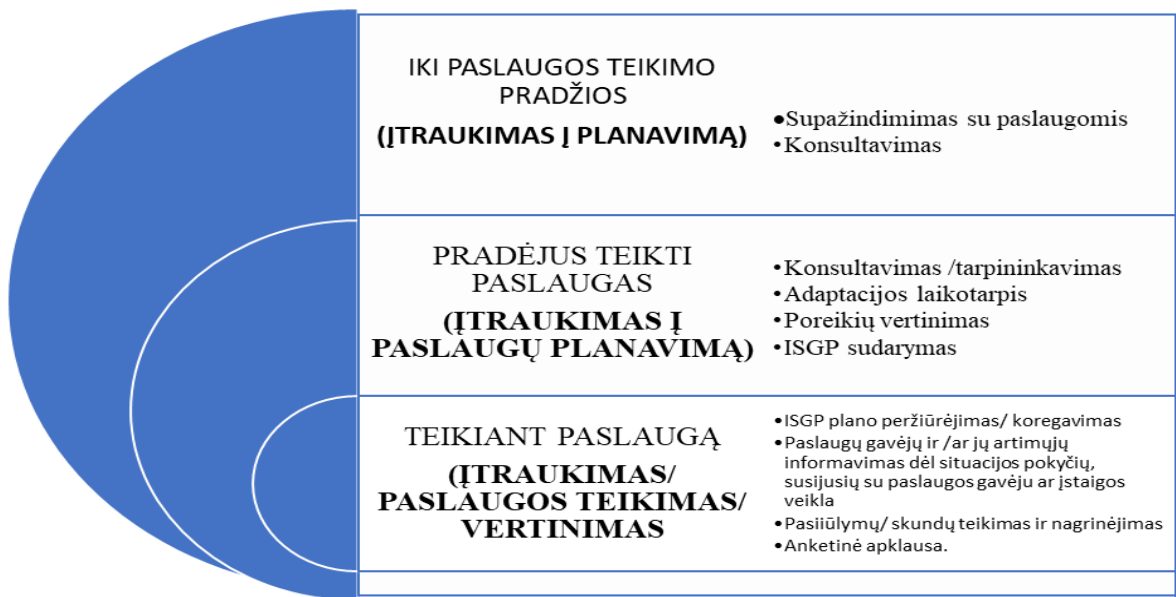 IKI PASLAUGOS TEIKIMO
PRADŽIOS
(ĮTRAUKIMAS Į PLANAVIMĄ)
•Supažindimimas su paslaugomis
•Konsultavimas
PRADĖJUS TEIKTI
PASLAUGAS
(ĮTRAUKIMAS Į
PASLAUGŲ PLANAVIMĄ)
•Konsultavimas /tarpininkavimas
•Adaptacijos laikotarpis
•Poreikių vertinimas
•ISGP sudarymas
TEIKIANT PASLAUGĄ
(ĮTRAUKIMAS/
PASLAUGOS TEIKIMAS/
VERTINIMAS
•ISGP plano peržiūrėjimas/ koregavimas
•Paslaugų gavėjų ir /ar jų artimųjų
informavimas dėl situacijos pokyčių,
susijusių su paslaugos gavėju ar įstaigos
veikla
•Pasiiūlymų/ skundų teikimas ir nagrinėjimas
•Anketinė apklausa.